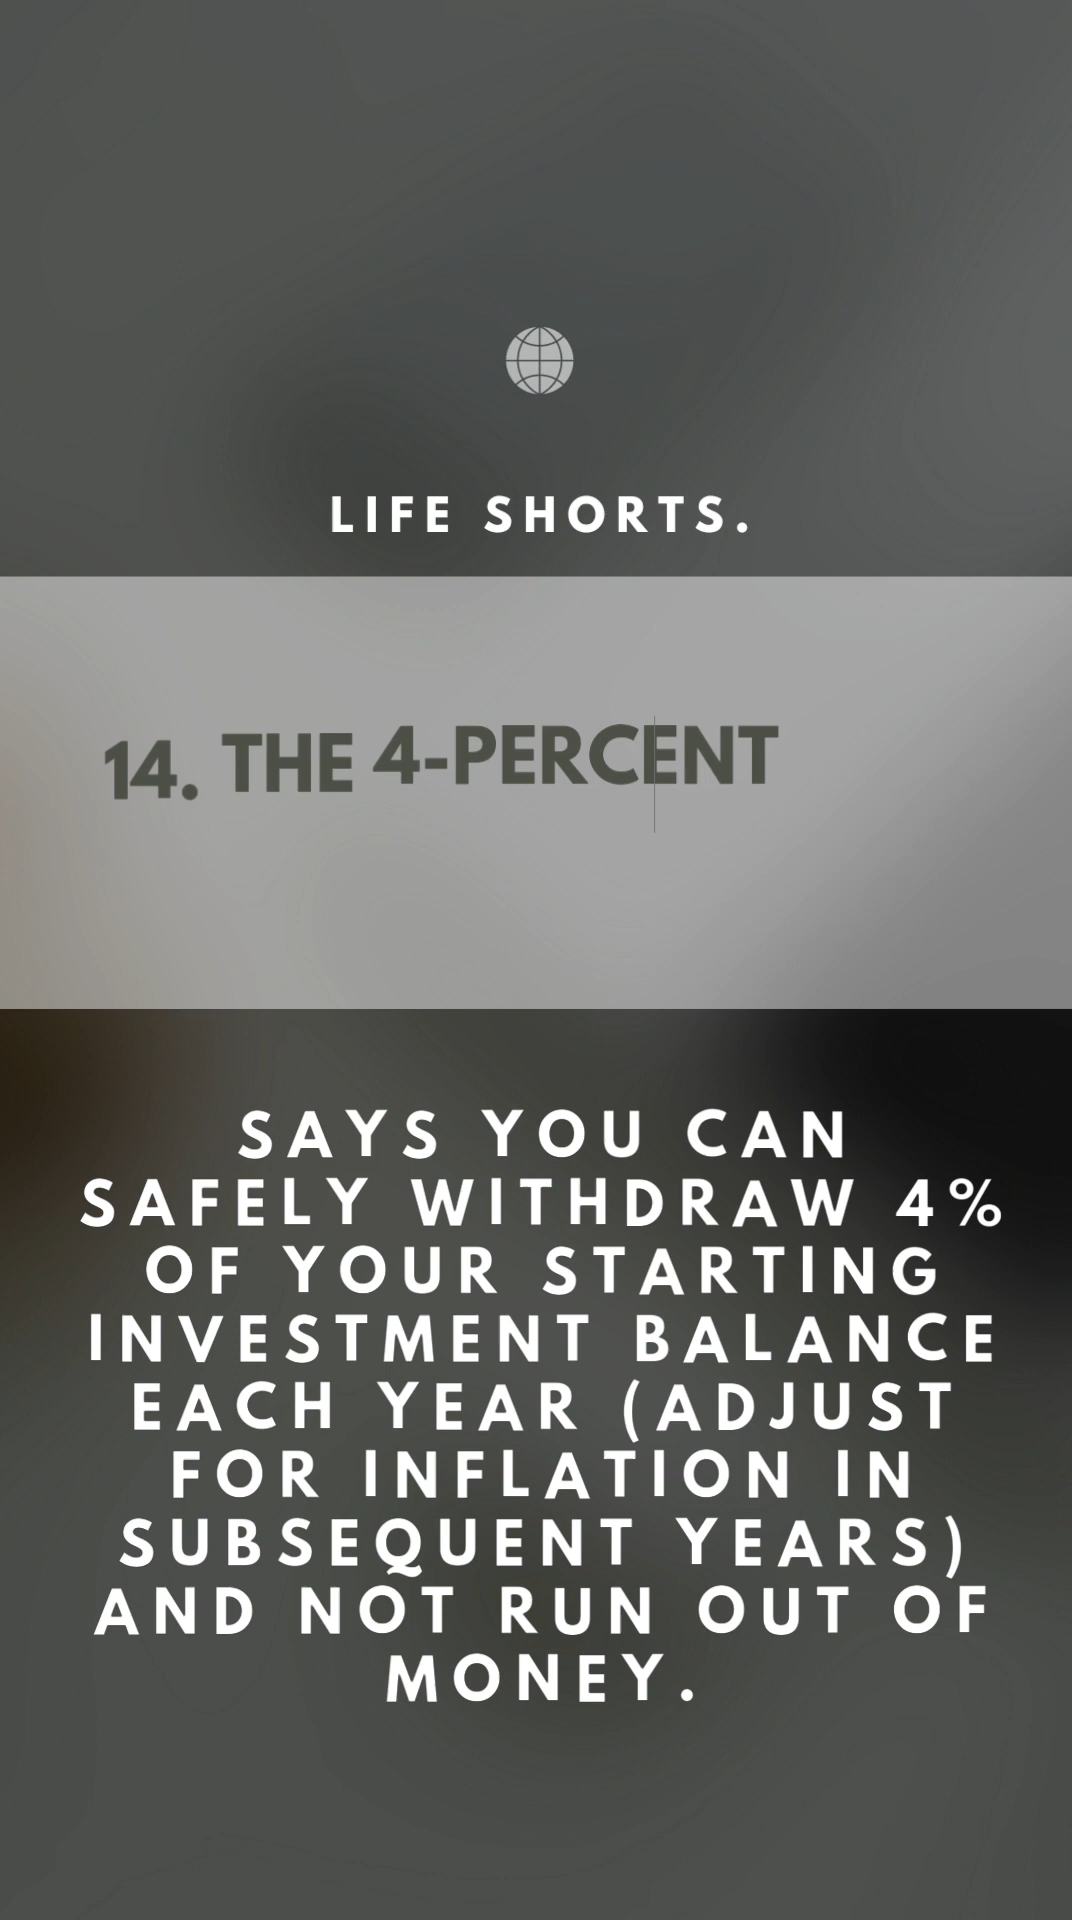 LIFE SHORTS.
14. THE 4-PERCENT
SAYS YOU CAN
SAFELY WITHDRAW 4%
OF YOUR STARTING
INVESTMENT BALANCE
EACH YEAR (ADJUST
FOR INFLATION IN
SUBSEQUENT YEARS)
AND NOT RUN OUT OF
MONEY.